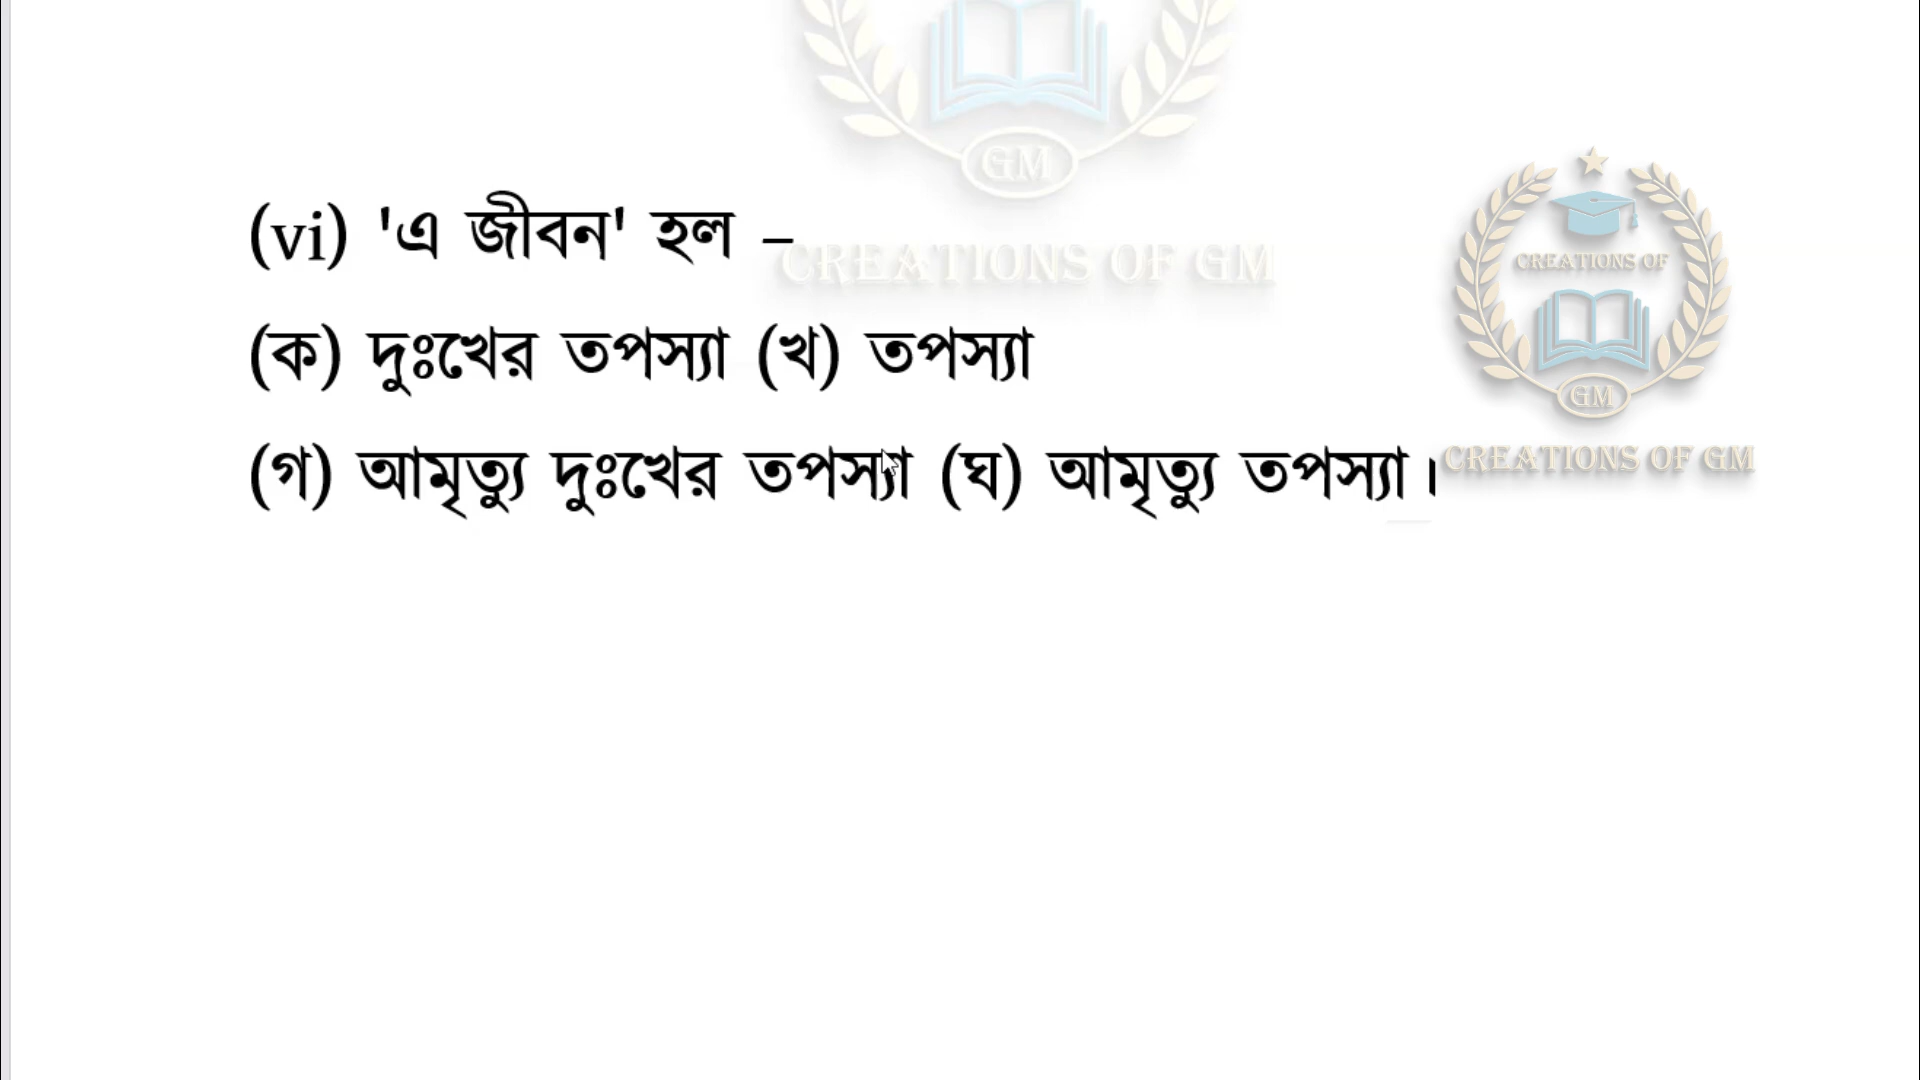 GM
CREATIONS OF GM
(vi) 'এ জীবন' হল –
(ক) দুঃখের তপস্যা (খ) তপস্যা
(গ) আমৃত্যু দুঃখের তপস্যা (ঘ) আমৃত্যু তপস্যা।
CREATIONS OF
GM
CREATIONS OF GM